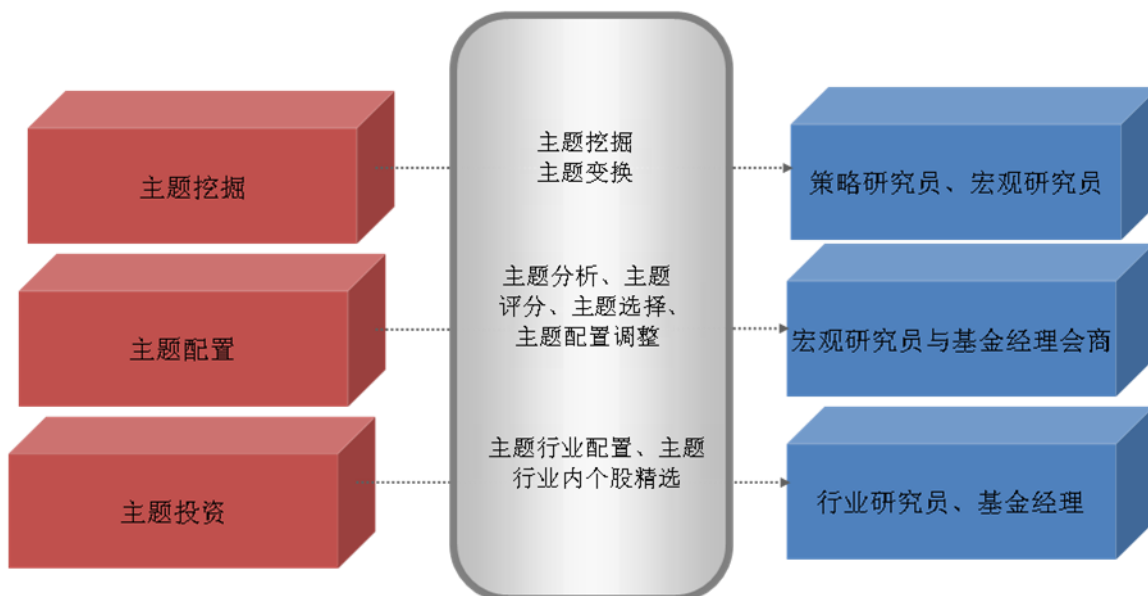 主题挖掘
主题挖掘
主题变换
策略研究员、宏观研究员
主题配置
主题分析、主题
评分、主题选择、
主题配置调整
宏观研究员与基金经理会商
主题投资
主题行业配置、主题
行业内个股精选
行业研究员、基金经理